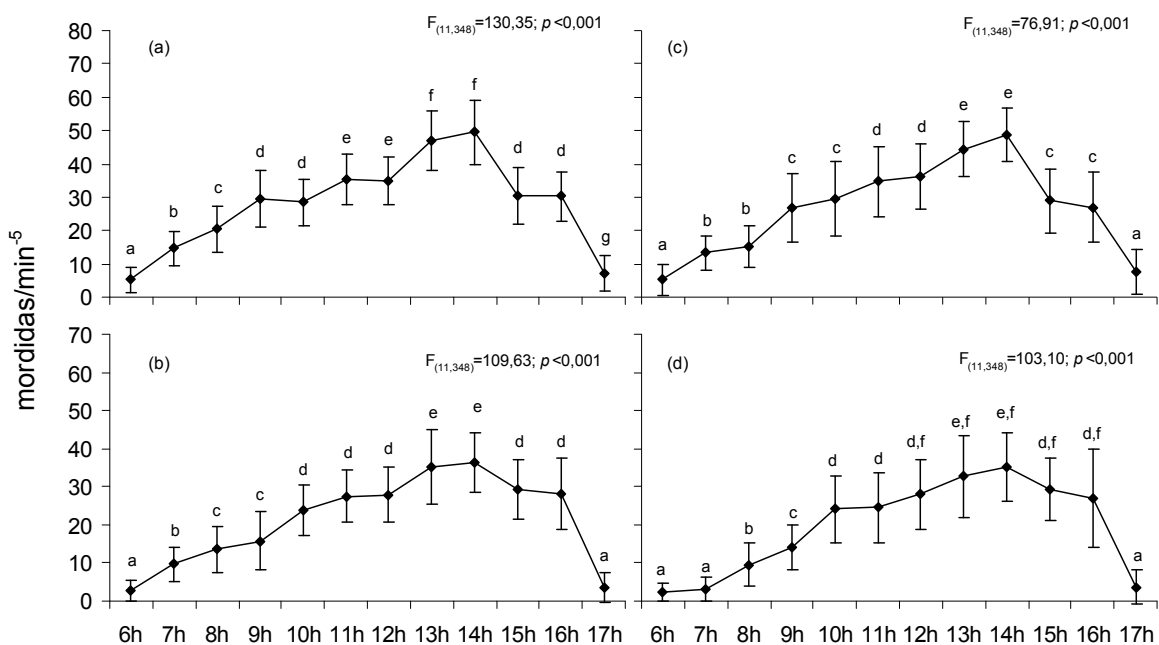 F(11,348)=130,35; p<0,001
(a)
80
70
60
50
40
30
20
10
0
a b c d d e e f f d d g
F(11,348)=76,91; p<0,001
(c)
a b b c c d d e e c c a
mordidas/min-5
F(11,348)=109,63; p<0,001
(b)
70
60
50
40
30
20
10
0
a b c c d d d e e d d a
6h 7h 8h 9h 10h 11h 12h 13h 14h 15h 16h 17h
F(11,348)=103,10; p<0,001
(d)
a a b c d d d,f e,f e,f d,f d,f a
6h 7h 8h 9h 10h 11h 12h 13h 14h 15h 16h 17h